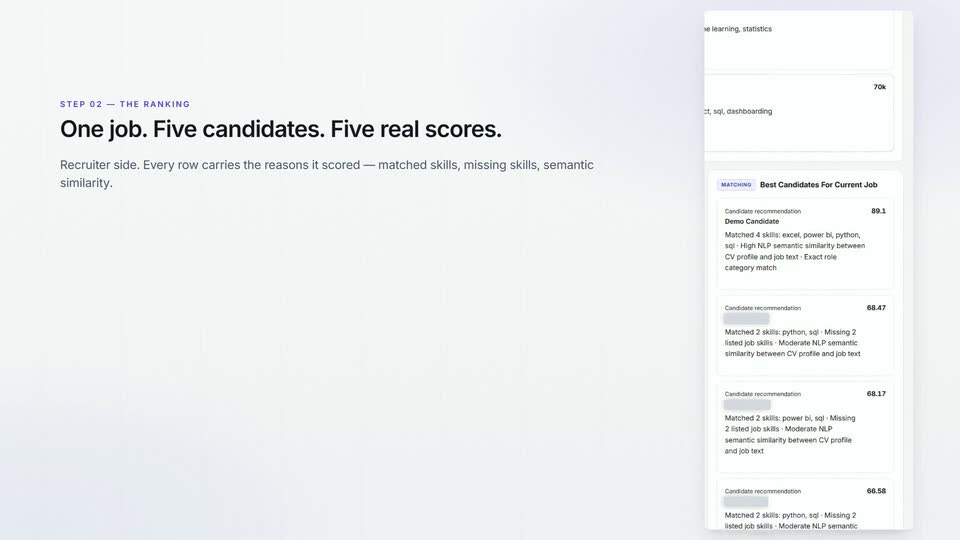 STEP 02 — THE RANKING
One job. Five candidates. Five real scores.
Recruiter side. Every row carries the reasons it scored — matched skills, missing skills, semantic
similarity.
learning, statistics
70k
sql, dashboarding
MATCHING Best Candidates For Current Job
Candidate recommendation 89.1
Demo Candidate
Matched 4 skills: excel, power bi, python,
sql · High NLP semantic similarity between
CV profile and job text · Exact role
category match
Candidate recommendation 68.47
Matched 2 skills: python, sql · Missing 2
listed job skills · Moderate NLP semantic
similarity between CV profile and job text
Candidate recommendation 68.17
Matched 2 skills: power bi, sql · Missing
2 listed job skills · Moderate NLP
semantic similarity between CV profile
and job text
Candidate recommendation 66.58
Matched 2 skills: python, sql · Missing 2
listed job skills · Moderate NLP semantic